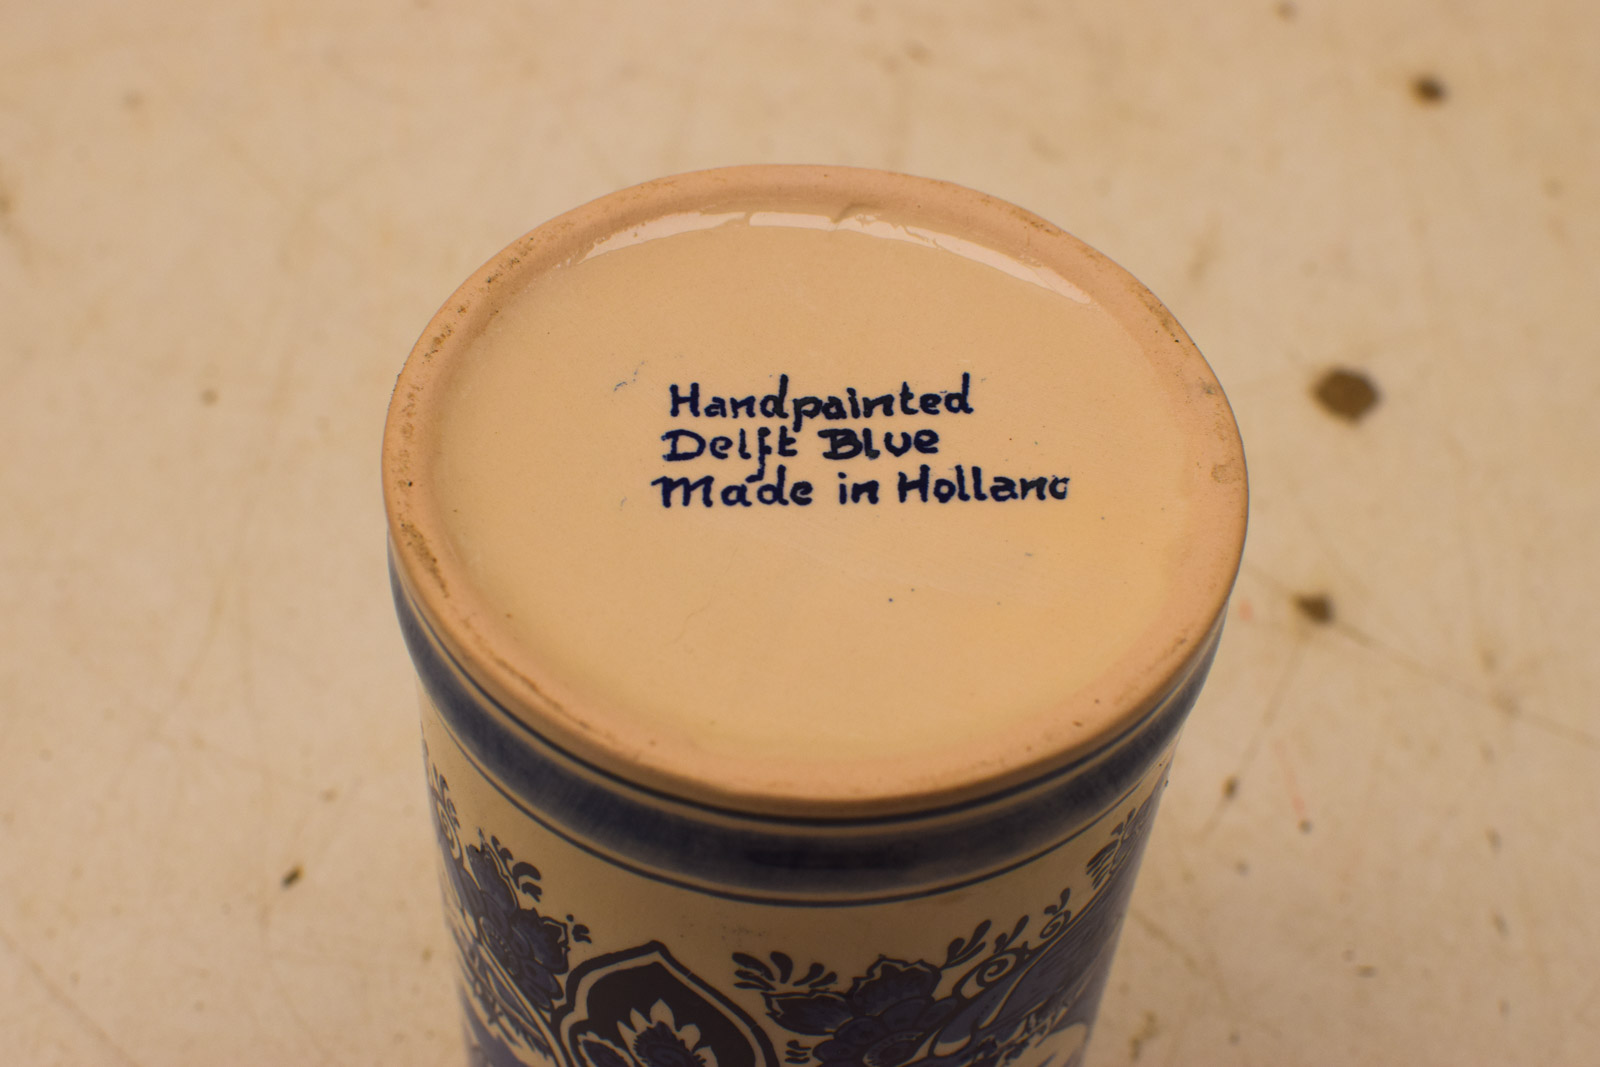 Handpainted
Delft Blue
Made in Holland